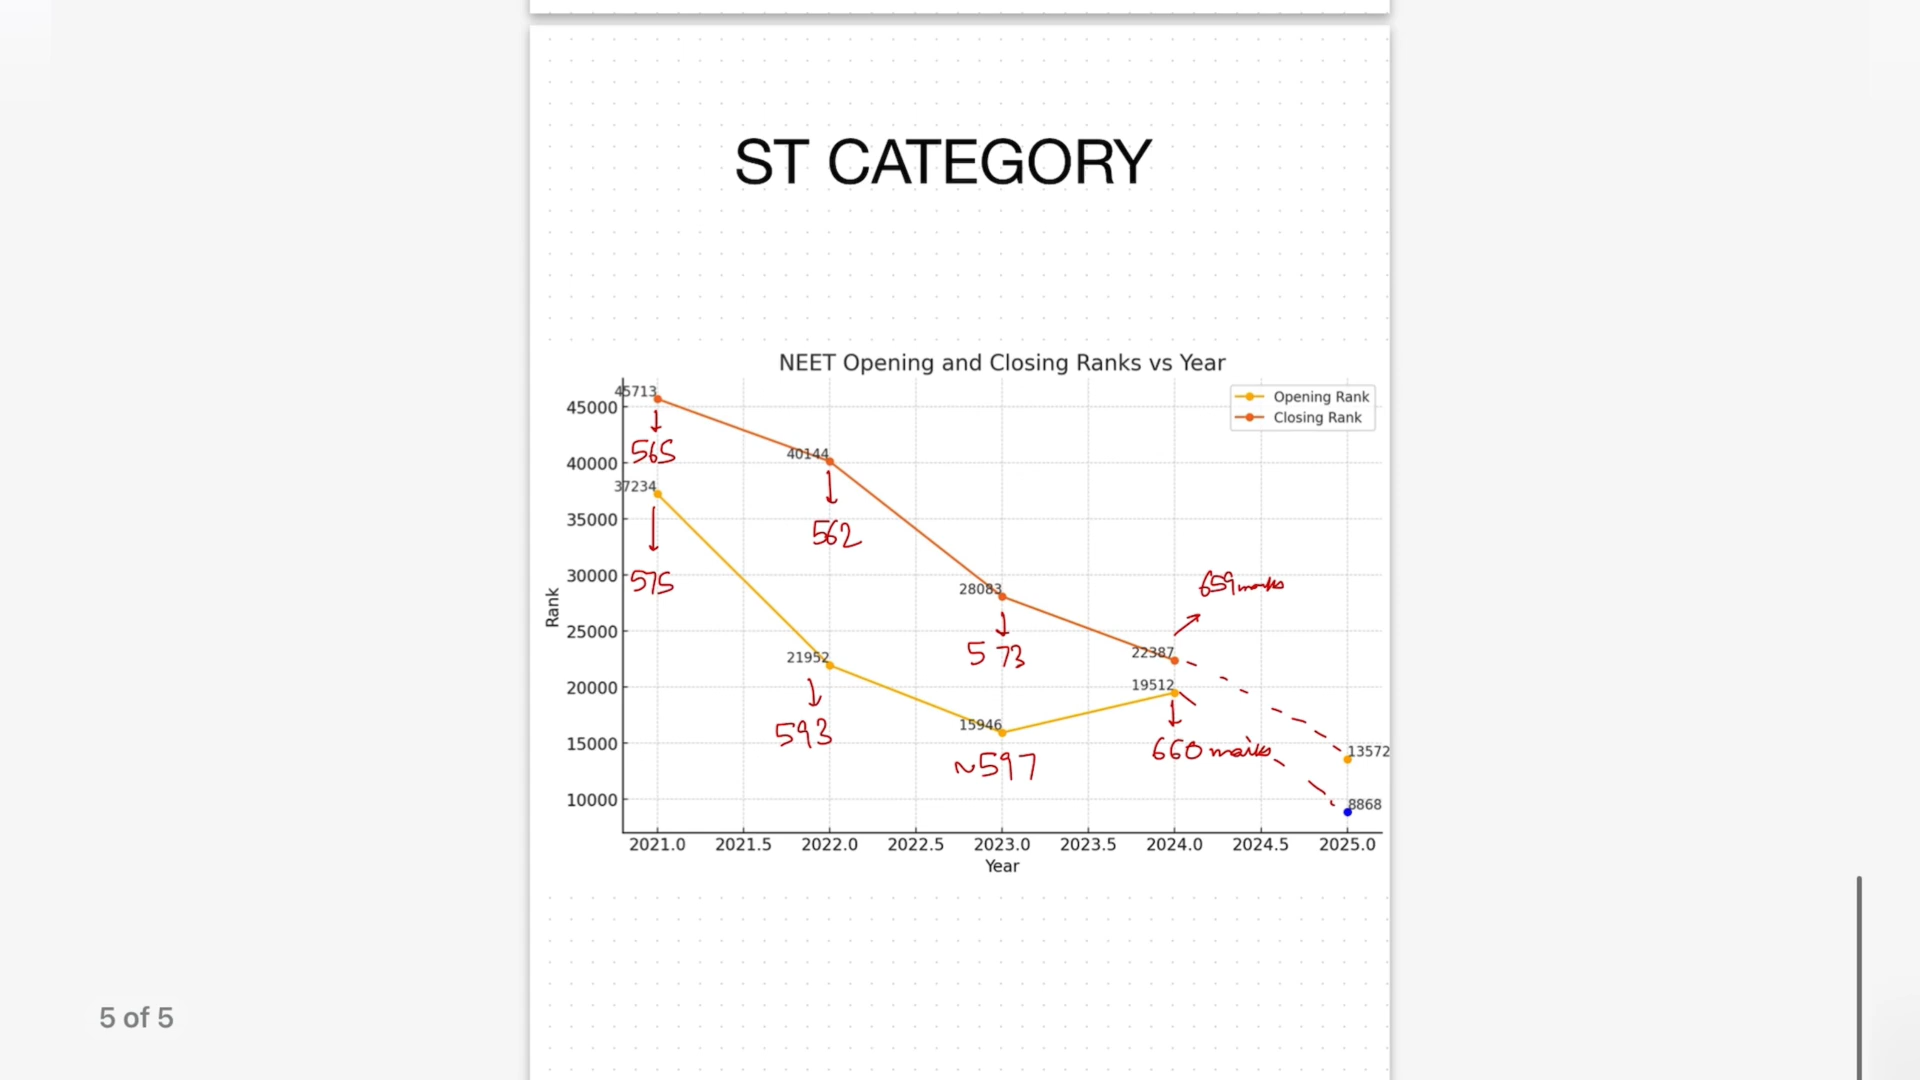 ST CATEGORY
NEET Opening and Closing Ranks vs Year
Opening Rank
Closing Rank
45713
45000
565
40144
40000
37234
562
35000
575
30000
28083
659 marks
573
25000
22387
21952
19512
20000
593
15946
~597
660 marks
15000
13572
10000
8868
Rank
2021.0 2021.5 2022.0 2022.5 2023.0 2023.5 2024.0 2024.5 2025.0
Year
5 of 5